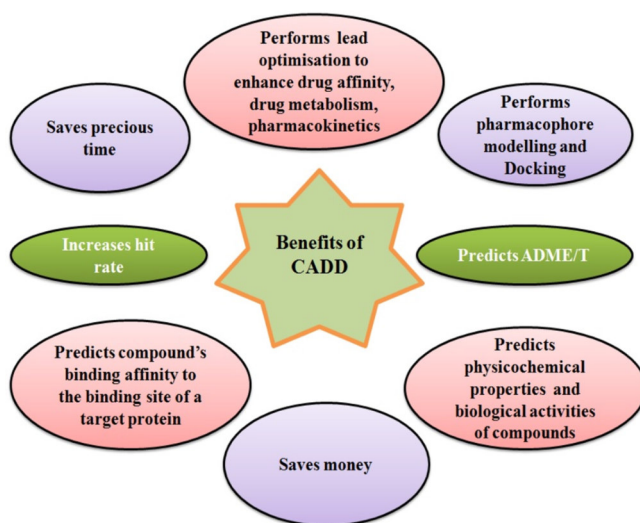 Performs lead
optimisation to
enhance drug affinity,
drug metabolism,
pharmacokinetics
Saves precious
time
Performs
pharmacophore
modelling and
Docking
Increases hit
rate
Benefits of
CADD
Predicts ADME/T
Predicts compound's
binding affinity to
the binding site of a
target protein
Predicts
physicochemical
properties and
biological activities
of compounds
Saves money